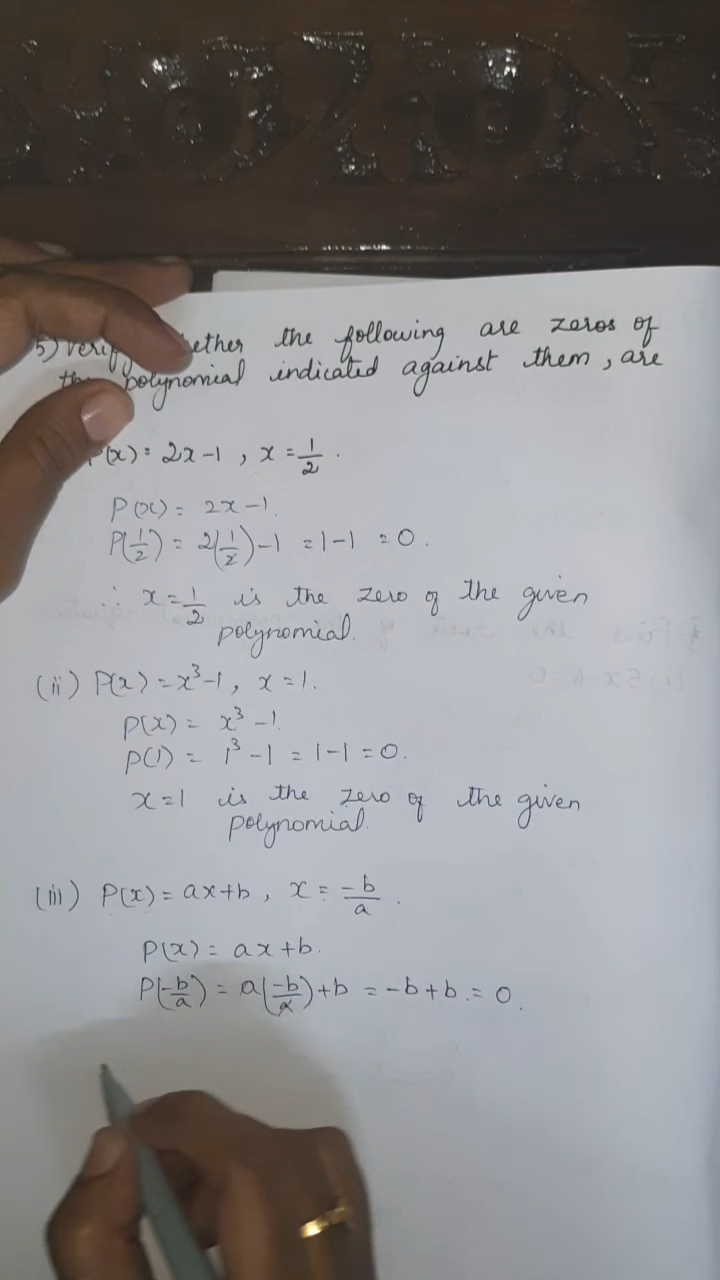 5) Verify whether the following are zeros of
the polynomial indicated against them, are
P(x) = 2x-1, x = 1/2.
P(x) = 2x-1.
P(1/2) = 2(1/2)-1 = 1-1 = 0.
∴ x = 1/2 is the zero of the given
polynomial.
(ii) P(x) = x³-1, x = 1.
P(x) = x³-1.
P(1) = 1³-1 = 1-1 = 0.
x=1 is the zero of the given
polynomial.
(iii) P(x) = ax+b, x = -b/a.
P(x) = ax+b.
P(-b/a) = a(-b/a)+b = -b+b = 0.